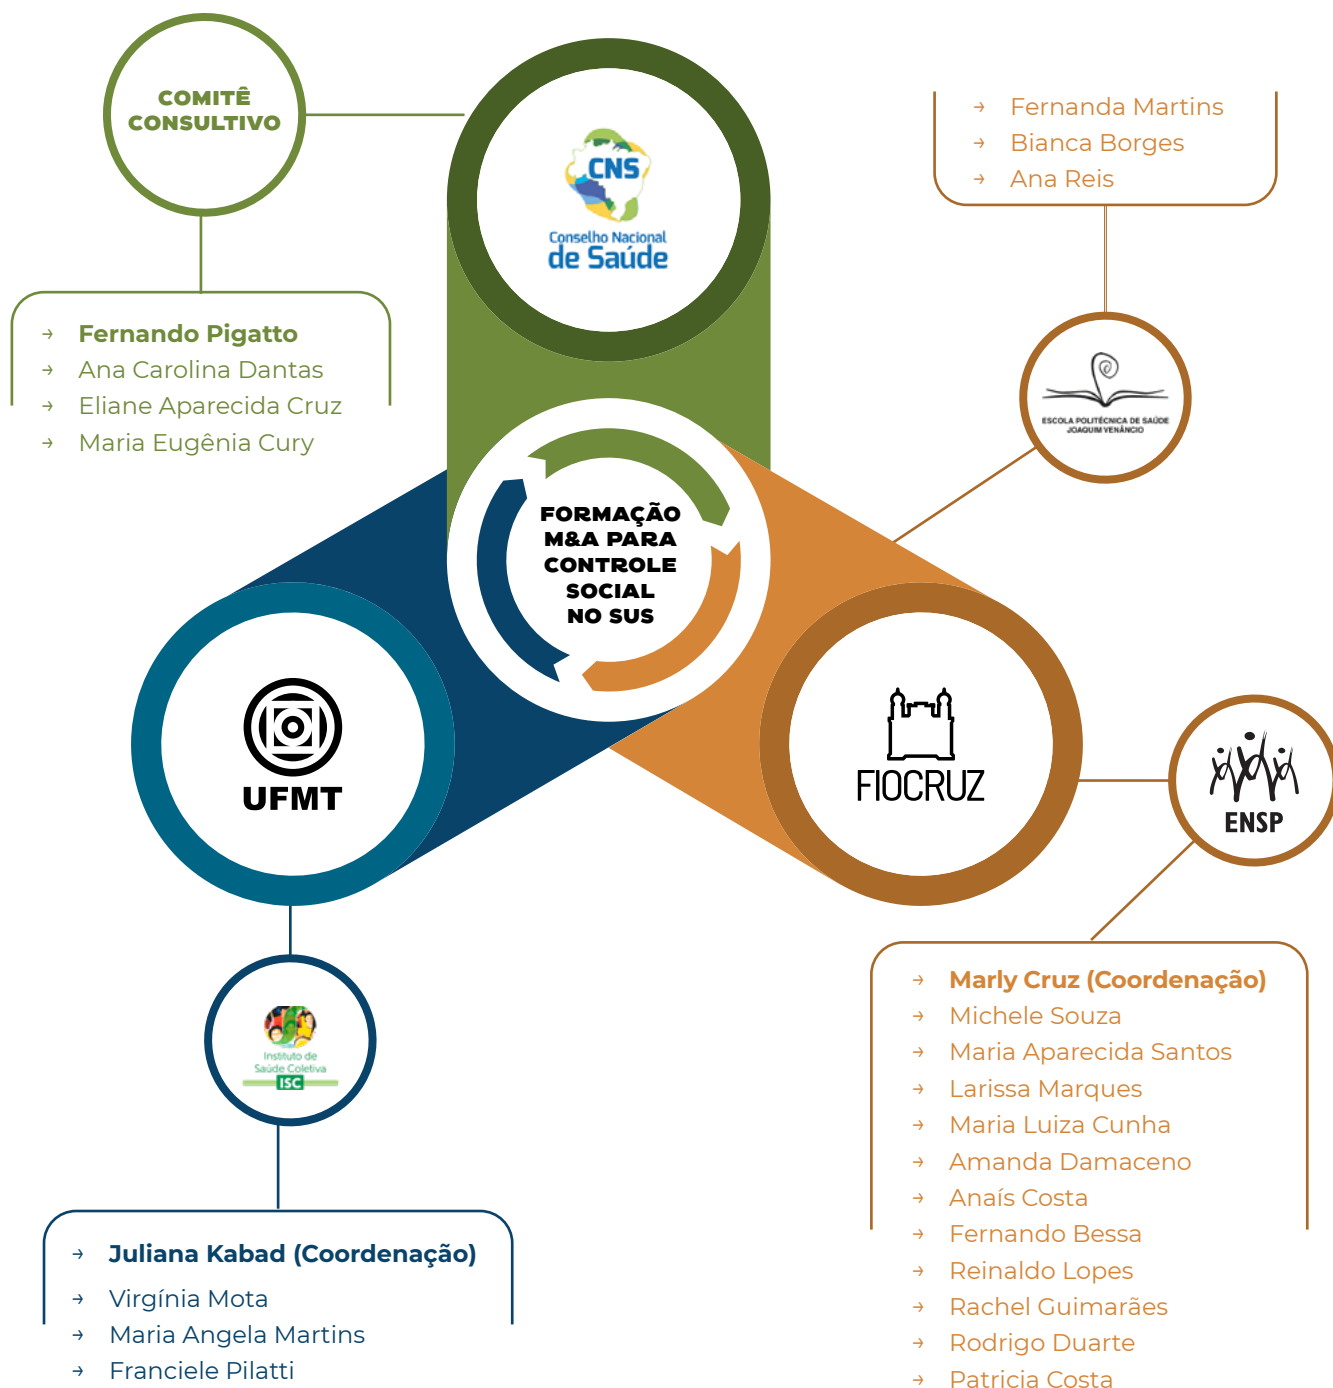 COMITÊ
CONSULTIVO
→ Fernando Pigatto
→ Ana Carolina Dantas
→ Eliane Aparecida Cruz
→ Maria Eugênia Cury
CNS
Conselho Nacional
de Saúde
→ Fernanda Martins
→ Bianca Borges
→ Ana Reis
ESCOLA POLITÉCNICA DE SAÚDE
JOAQUIM VENÂNCIO
FORMAÇÃO
M&A PARA
CONTROLE
SOCIAL
NO SUS
UFMT
FIOCRUZ
ENSP
Instituto de
Saúde Coletiva
ISC
→ Juliana Kabad (Coordenação)
→ Virgínia Mota
→ Maria Angela Martins
→ Franciele Pilatti
→ Marly Cruz (Coordenação)
→ Michele Souza
→ Maria Aparecida Santos
→ Larissa Marques
→ Maria Luiza Cunha
→ Amanda Damaceno
→ Anaís Costa
→ Fernando Bessa
→ Reinaldo Lopes
→ Rachel Guimarães
→ Rodrigo Duarte
→ Patricia Costa